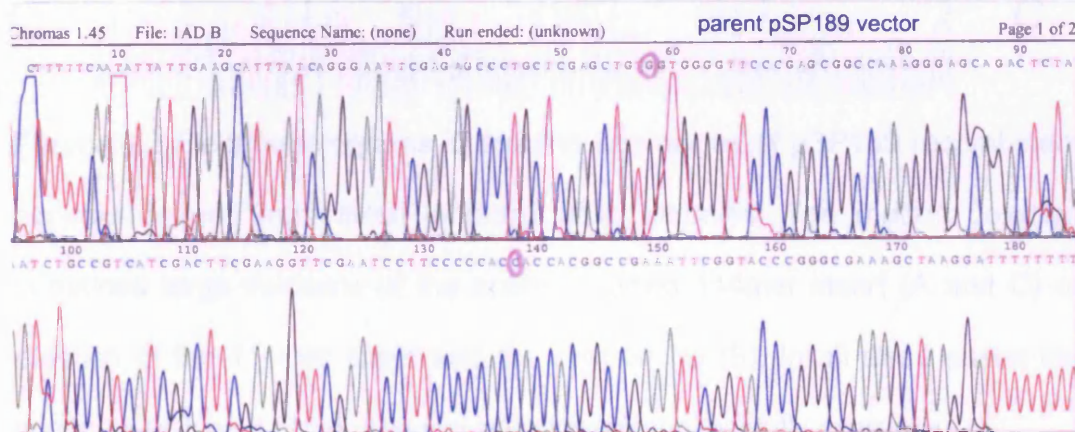 parent pSP189 vector
Chromas 1.45 File: 1AD B Sequence Name: (none) Run ended: (unknown) Page 1 of 2
10 20 30 40 50 60 70 80 90
CTTTTTCAATATTATTGAAGCATTTATCAGGGAATTCGAGAGCCCTGCTCGAGCTGTGGTGGGGTTCCCGAGCGGCCAAAGGGAGCAGACTCTA
100 110 120 130 140 150 160 170 180
AATCTGCCGTCATCGACTTCGAAGGTTCGAATCCTTCCCCCACCACCACGGCCGAAATTCGGTACCCGGGCGAAAGCTAAGGATTTTTTTT